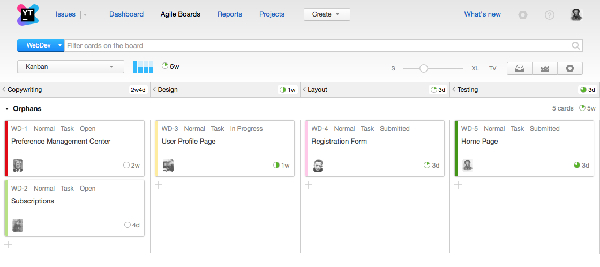 YT
Issues
Dashboard
Agile Boards
Reports
Projects
Create
What's new
WebDev
Filter cards on the board
Kanban
5w
S
XL
TV
Copywriting
2w4d
Design
1w
Layout
3d
Testing
3d
Orphans
5 cards
5w
WD-1 Normal Task Open
Preference Management Center
2w
WD-2 Normal Task Open
Subscriptions
4d
WD-3 Normal Task In Progress
User Profile Page
1w
WD-4 Normal Task Submitted
Registration Form
3d
WD-5 Normal Task Submitted
Home Page
3d